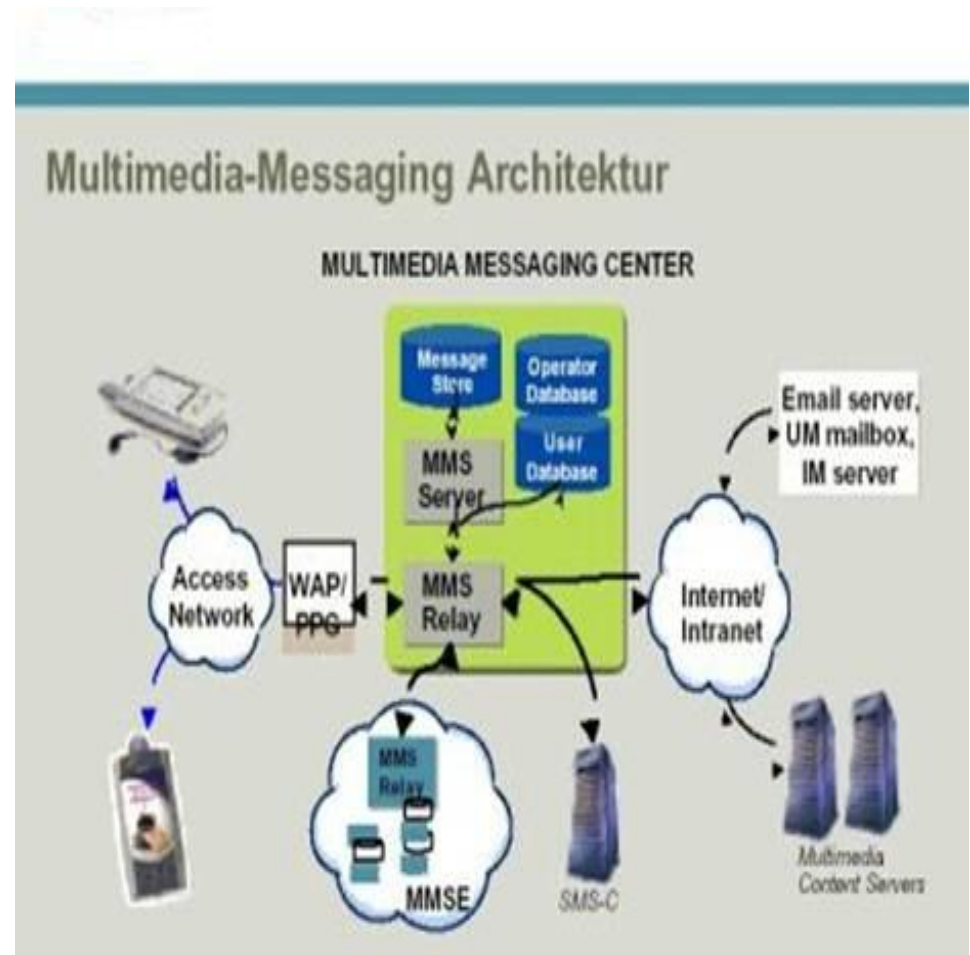 Multimedia-Messaging Architektur
MULTIMEDIA MESSAGING CENTER
Message
Store
Operator
Database
User
Database
MMS
Server
MMS
Relay
Access
Network
WAP/
PPG
Internet/
Intranet
Email server,
UM mailbox,
IM server
MMS
Relay
MMSE
SMS-C
Multimedia
Content Servers